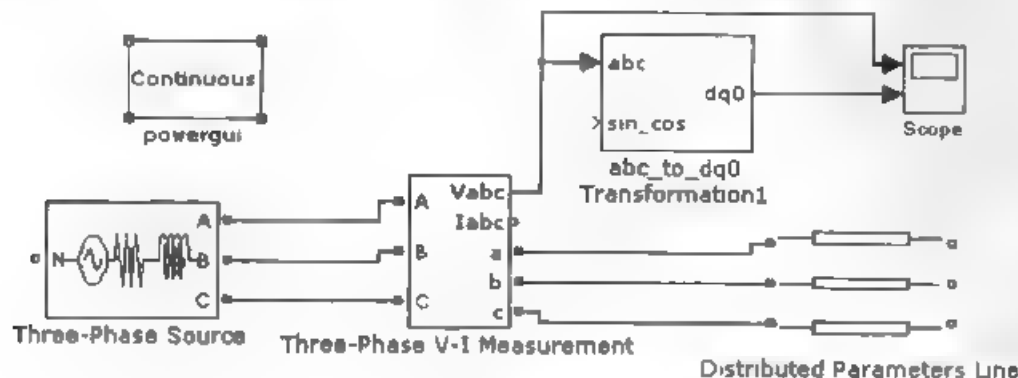 Continuous
powergui
abc
dq0
sin_cos
abc_to_dq0
Transformation1
Scope
N
A
B
C
Three-Phase Source
A
B
C
Vabc
Iabc
a
b
c
Three-Phase V-I Measurement
Distributed Parameters Line